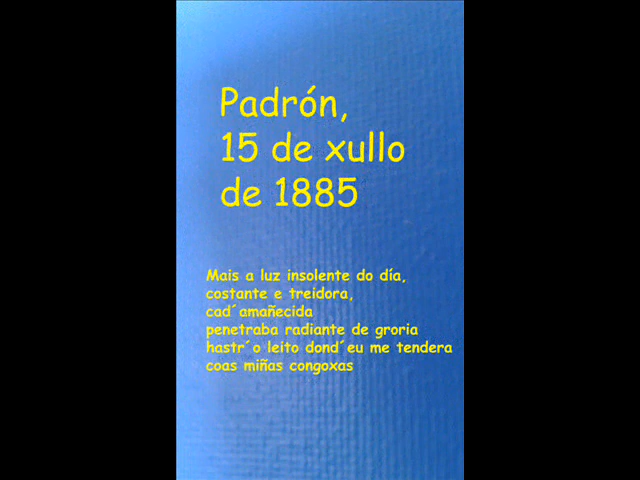 Padrón,
15 de xullo
de 1885
Mais a luz insolente do día,
costante e treidora,
cad´amañecida
penetraba radiante de groria
hastr´o leito dond´eu me tendera
coas miñas congoxas